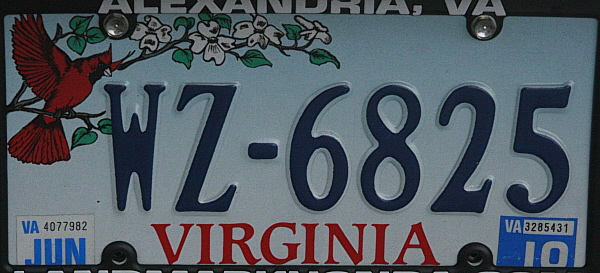 ALEXANDRIA, VA
WZ-6825
VA 4077982
JUN
VIRGINIA
VA 3285431
10